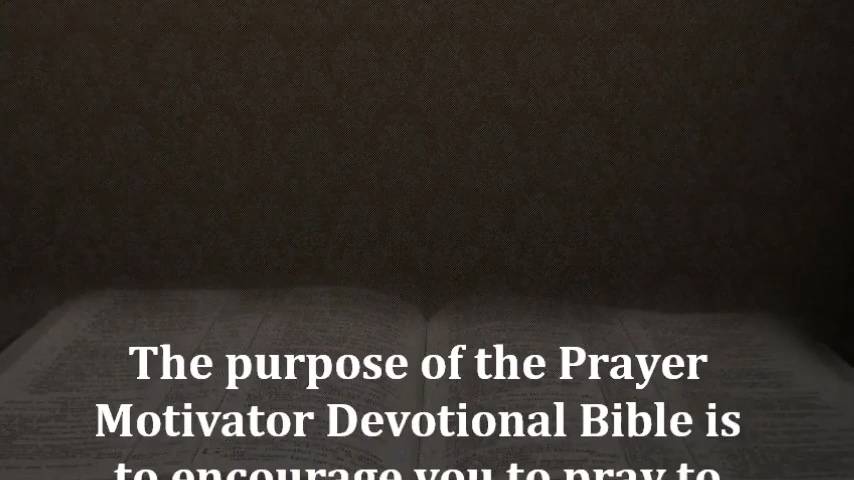 The purpose of the Prayer
Motivator Devotional Bible is
to encourage you to pray to